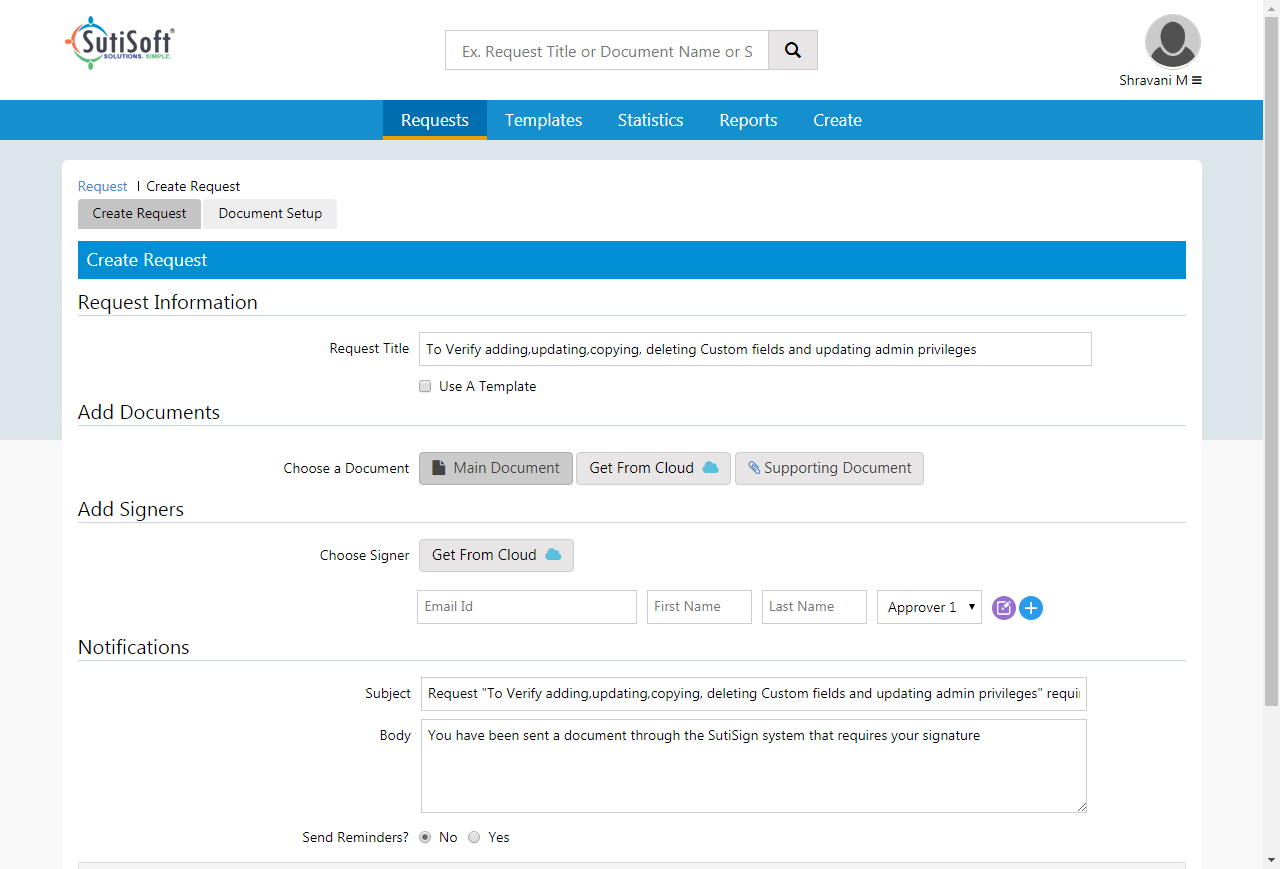 SutiSoft®
SOLUTIONS. SIMPLE.
Ex. Request Title or Document Name or S
Shravani M
Requests Templates Statistics Reports Create
Request | Create Request
Create Request Document Setup
Create Request
Request Information
Request Title To Verify adding,updating,copying, deleting Custom fields and updating admin privileges
Use A Template
Add Documents
Choose a Document Main Document Get From Cloud Supporting Document
Add Signers
Choose Signer Get From Cloud
Email Id First Name Last Name Approver 1
Notifications
Subject Request "To Verify adding,updating,copying, deleting Custom fields and updating admin privileges" requi
Body You have been sent a document through the SutiSign system that requires your signature
Send Reminders? No Yes